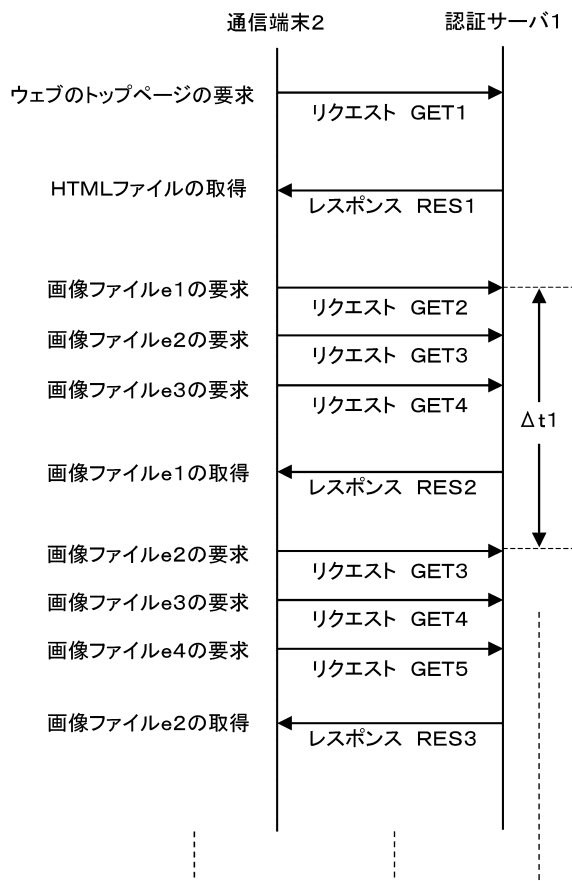 通信端末2 認証サーバ1
ウェブのトップページの要求
リクエスト GET1
HTMLファイルの取得
レスポンス RES1
画像ファイルe1の要求
リクエスト GET2
画像ファイルe2の要求
リクエスト GET3
画像ファイルe3の要求
リクエスト GET4
Δt1
画像ファイルe1の取得
レスポンス RES2
画像ファイルe2の要求
リクエスト GET3
画像ファイルe3の要求
リクエスト GET4
画像ファイルe4の要求
リクエスト GET5
画像ファイルe2の取得
レスポンス RES3